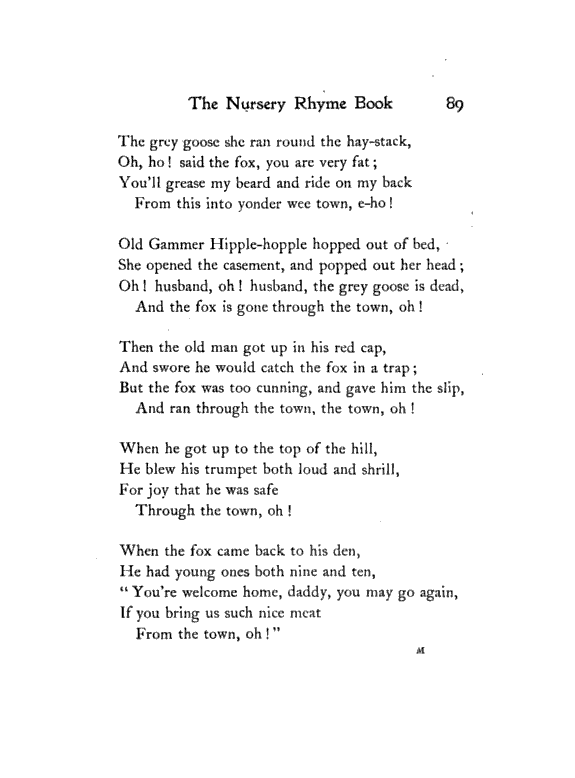 The Nursery Rhyme Book 89
The grey goose she ran round the hay-stack,
Oh, ho! said the fox, you are very fat;
You'll grease my beard and ride on my back
From this into yonder wee town, e-ho!
Old Gammer Hipple-hopple hopped out of bed,
She opened the casement, and popped out her head;
Oh! husband, oh! husband, the grey goose is dead,
And the fox is gone through the town, oh!
Then the old man got up in his red cap,
And swore he would catch the fox in a trap;
But the fox was too cunning, and gave him the slip,
And ran through the town, the town, oh!
When he got up to the top of the hill,
He blew his trumpet both loud and shrill,
For joy that he was safe
Through the town, oh!
When the fox came back to his den,
He had young ones both nine and ten,
"You're welcome home, daddy, you may go again,
If you bring us such nice meat
From the town, oh!"
M